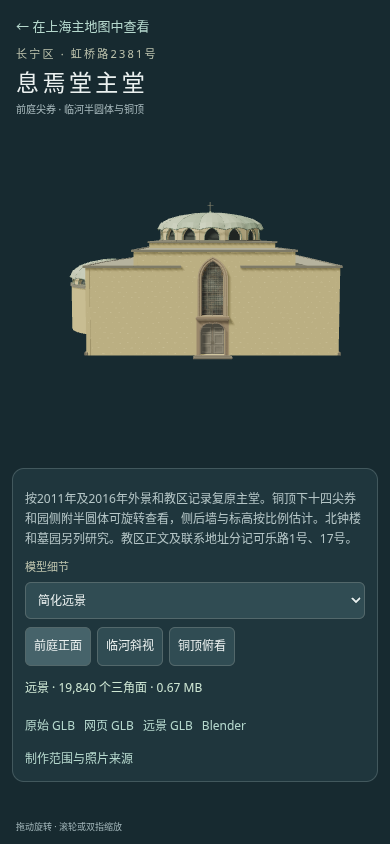 ← 在上海主地图中查看
长宁区 · 虹桥路2381号
息焉堂主堂
前庭尖券 · 临河半圆体与铜顶
按2011年及2016年外景和教区记录复原主堂。铜顶下十四尖券
和园侧附半圆体可旋转查看，侧后墙与标高按比例估计。北钟楼
和墓园另列研究。教区正文及联系地址分记可乐路1号、17号。
模型细节
简化远景
前庭正面 临河斜视 铜顶俯看
远景 · 19,840 个三角面 · 0.67 MB
原始 GLB 网页 GLB 远景 GLB Blender
制作范围与照片来源
拖动旋转 · 滚轮或双指缩放